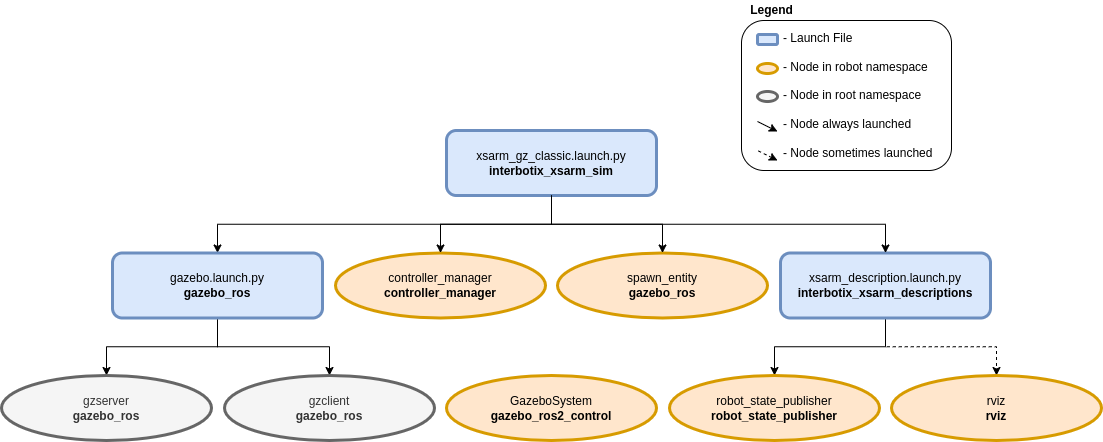 Legend
- Launch File
- Node in robot namespace
- Node in root namespace
- Node always launched
- Node sometimes launched
xsarm_gz_classic.launch.py
interbotix_xsarm_sim
gazebo.launch.py
gazebo_ros
controller_manager
controller_manager
spawn_entity
gazebo_ros
xsarm_description.launch.py
interbotix_xsarm_descriptions
gzserver
gazebo_ros
gzclient
gazebo_ros
GazeboSystem
gazebo_ros2_control
robot_state_publisher
robot_state_publisher
rviz
rviz